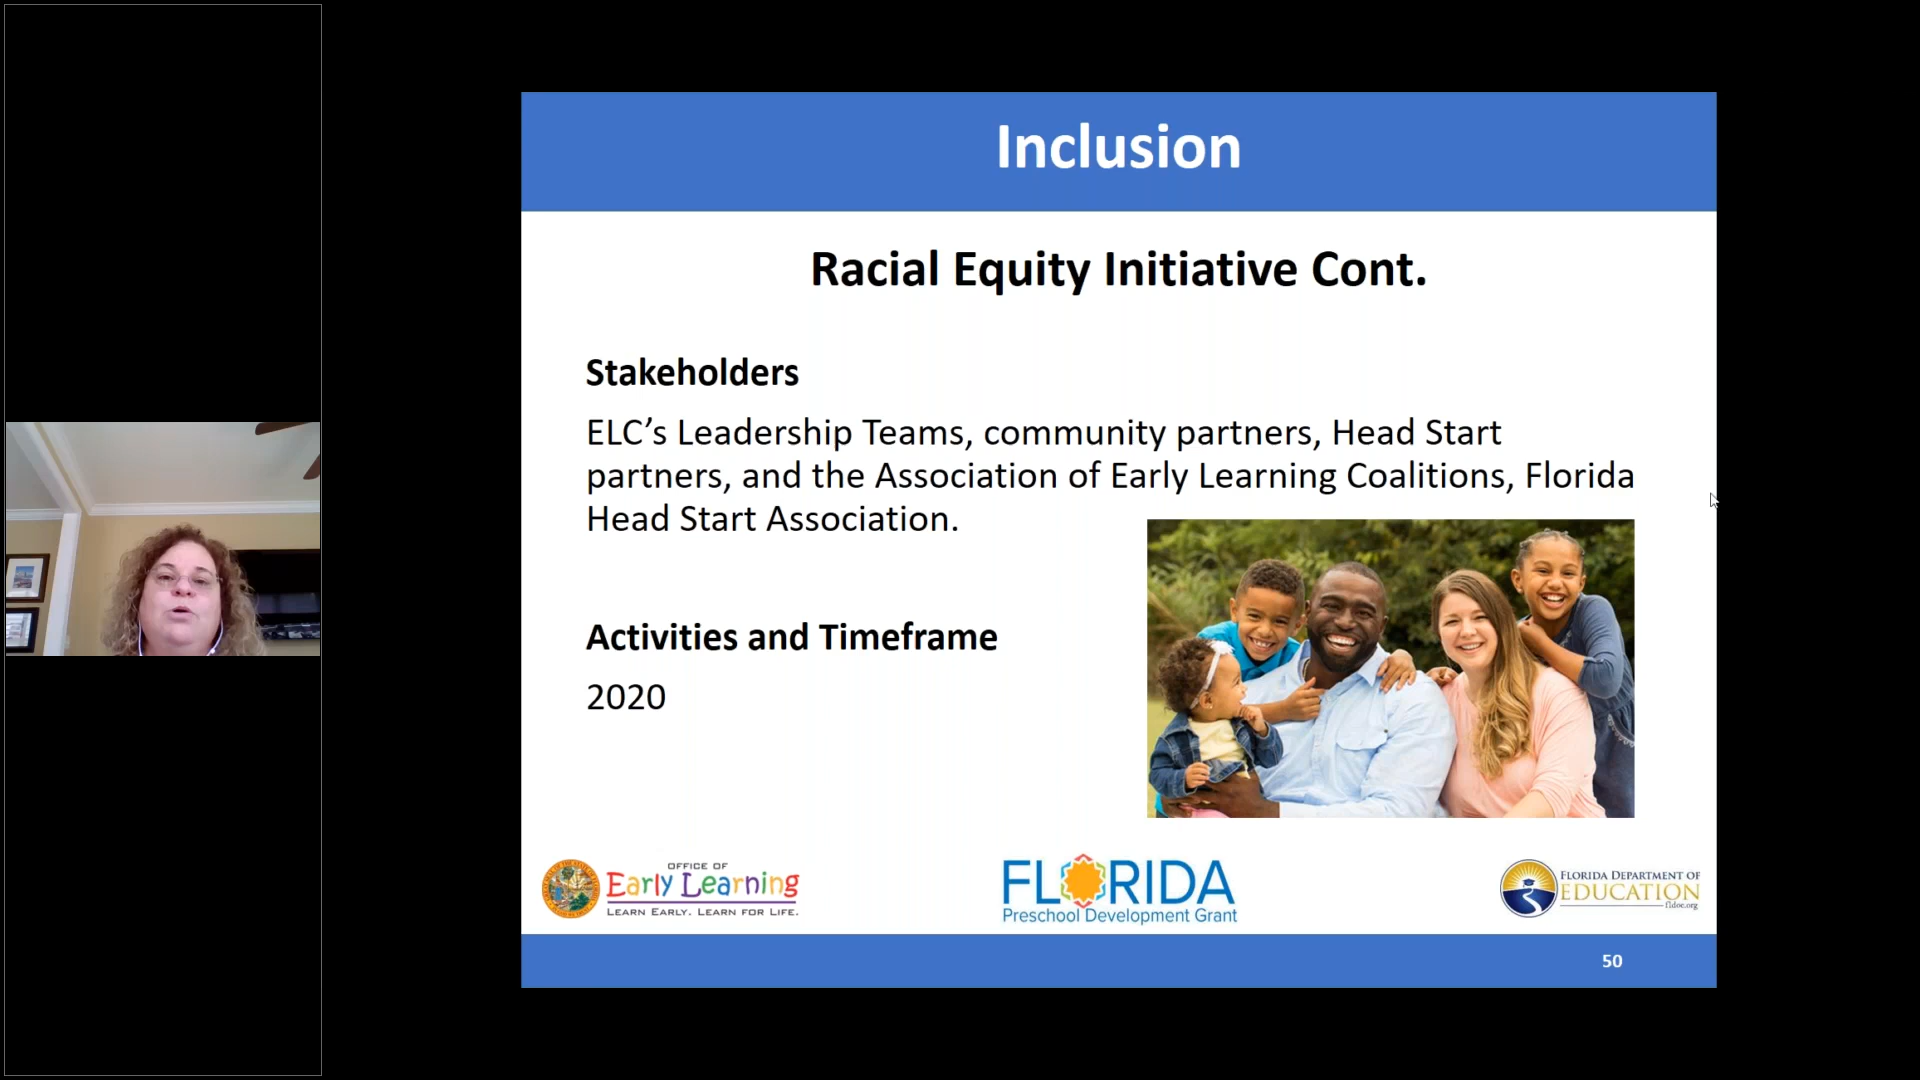 Inclusion
Racial Equity Initiative Cont.
Stakeholders
ELC’s Leadership Teams, community partners, Head Start
partners, and the Association of Early Learning Coalitions, Florida
Head Start Association.
Activities and Timeframe
2020
OFFICE OF
Early Learning
LEARN EARLY. LEARN FOR LIFE.
FLORIDA
Preschool Development Grant
FLORIDA DEPARTMENT OF
EDUCATION
fldoe.org
50